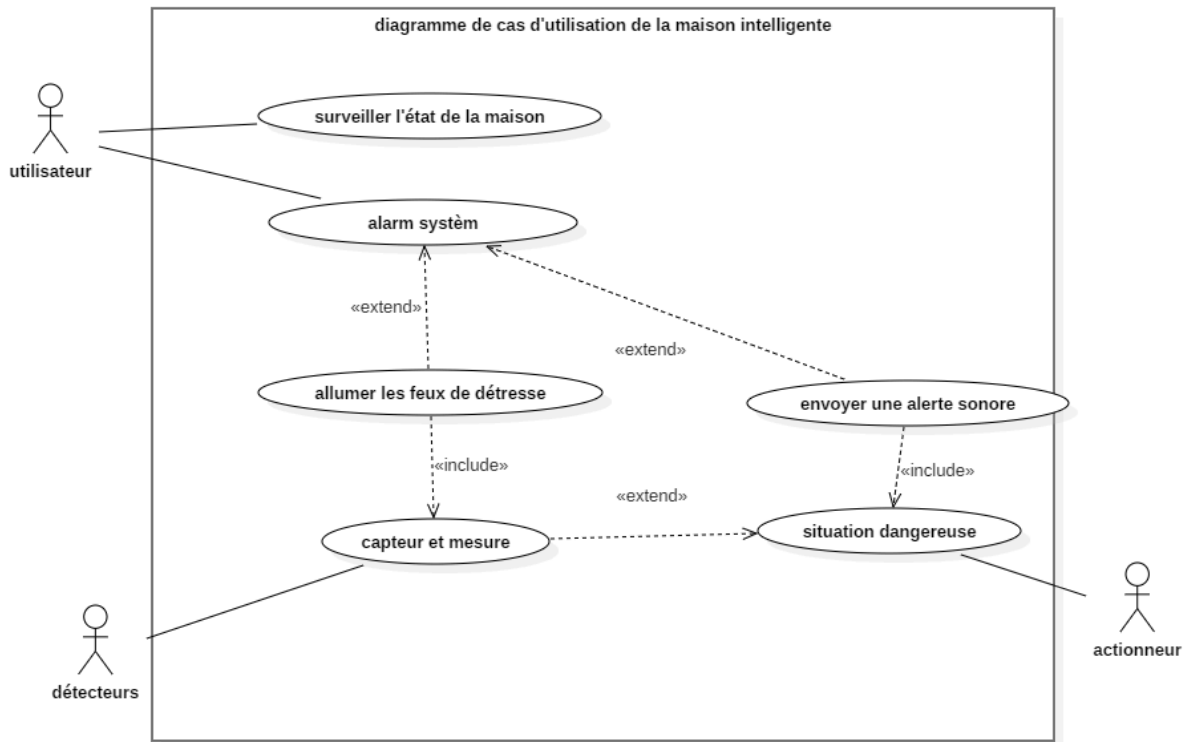 diagramme de cas d'utilisation de la maison intelligente
surveiller l'état de la maison
utilisateur
alarm systèm
«extend»
«extend»
allumer les feux de détresse
envoyer une alerte sonore
«include»
«include»
«extend»
capteur et mesure
situation dangereuse
actionneur
détecteurs